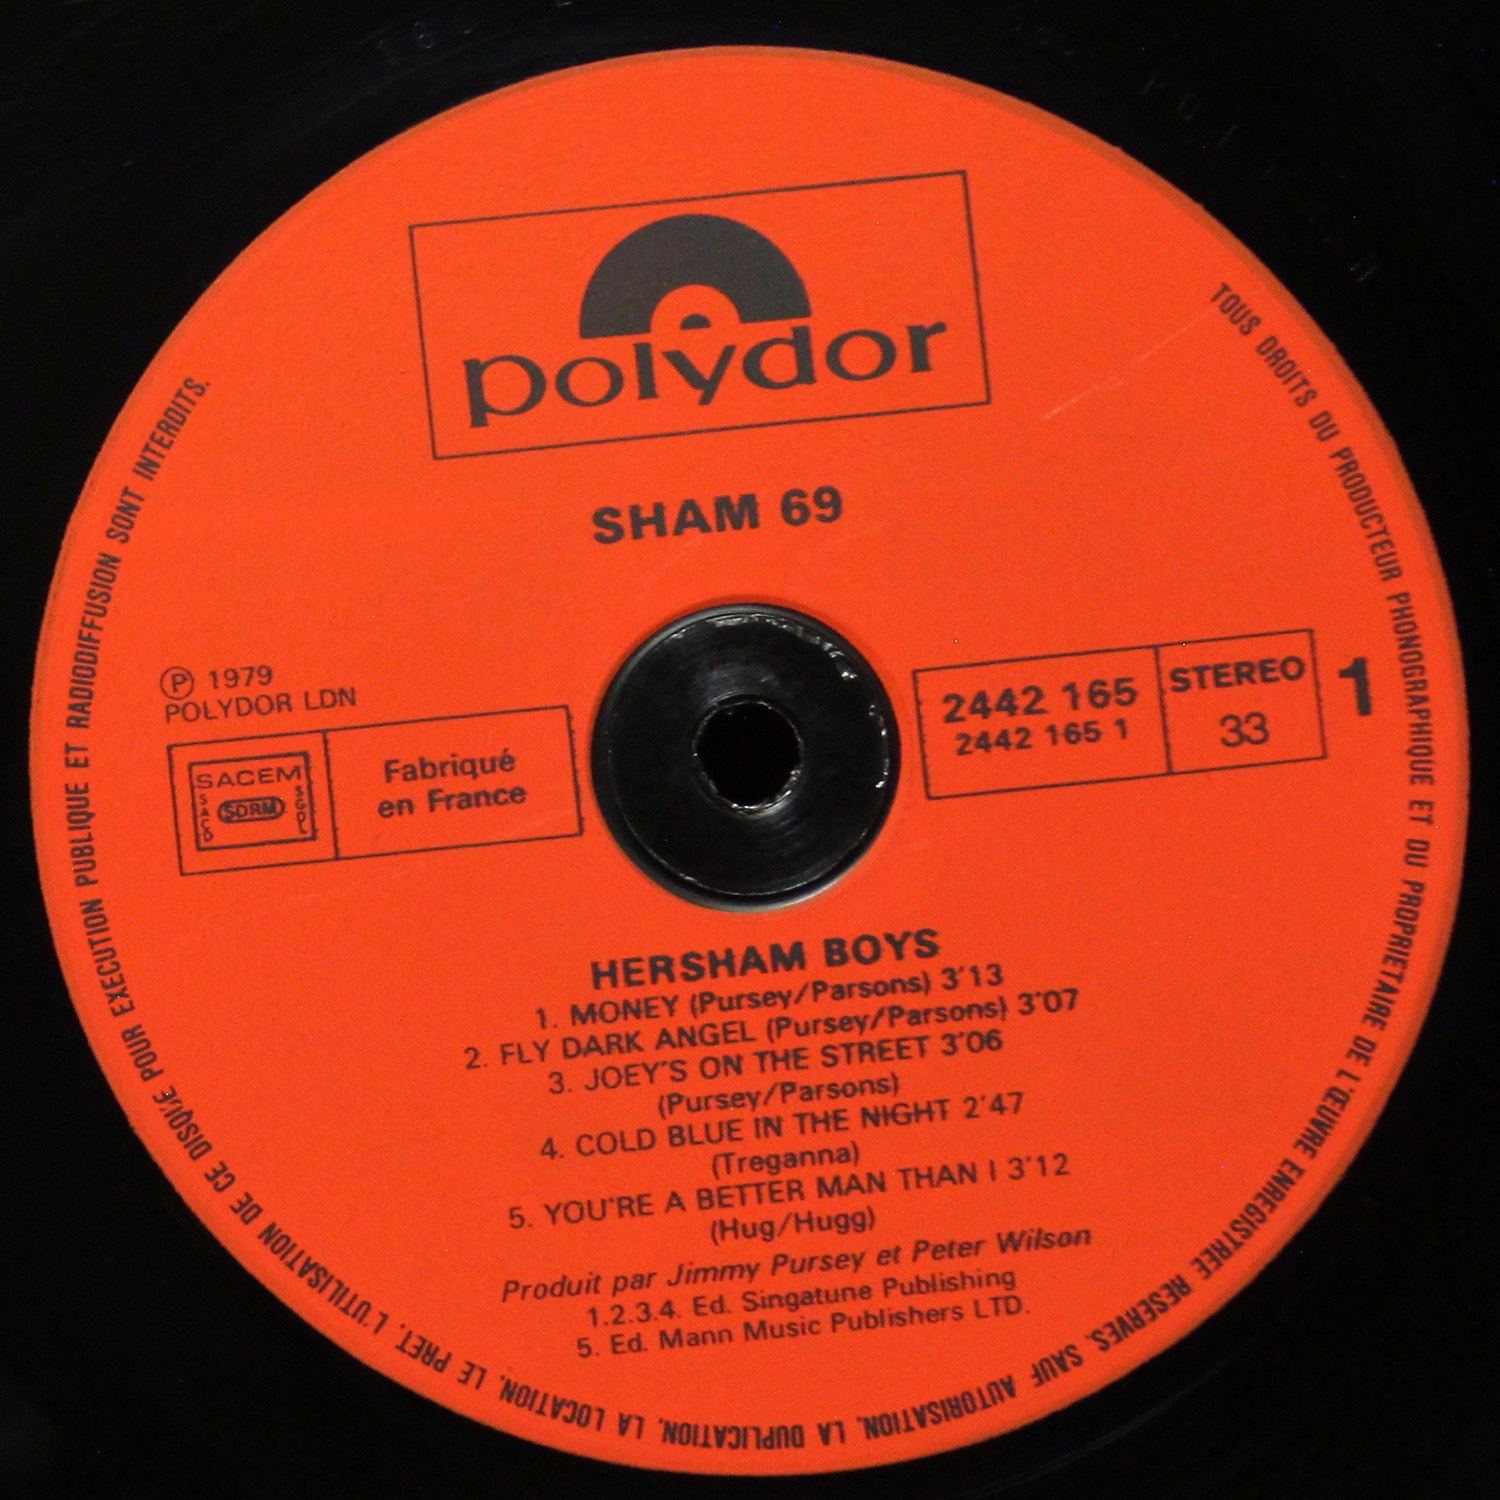 polydor
SHAM 69
Ⓟ 1979
POLYDOR LDN
SACEM
SACD
SDRM
SGDL
Fabriqué
en France
2442 165
2442 165 1
STEREO
33
1
HERSHAM BOYS
1. MONEY (Pursey/Parsons) 3'13
2. FLY DARK ANGEL (Pursey/Parsons) 3'07
3. JOEY'S ON THE STREET 3'06
(Pursey/Parsons)
4. COLD BLUE IN THE NIGHT 2'47
(Treganna)
5. YOU'RE A BETTER MAN THAN I 3'12
(Hug/Hugg)
Produit par Jimmy Pursey et Peter Wilson
1.2.3.4. Ed. Singatune Publishing
5. Ed. Mann Music Publishers LTD.
TOUS DROITS DU PRODUCTEUR PHONOGRAPHIQUE ET DU PROPRIETAIRE DE L'ŒUVRE ENREGISTREE RESERVES. SAUF AUTORISATION, LA DUPLICATION, LA LOCATION, LE PRET, L'UTILISATION DE CE DISQUE POUR EXECUTION PUBLIQUE ET RADIODIFFUSION SONT INTERDITS.